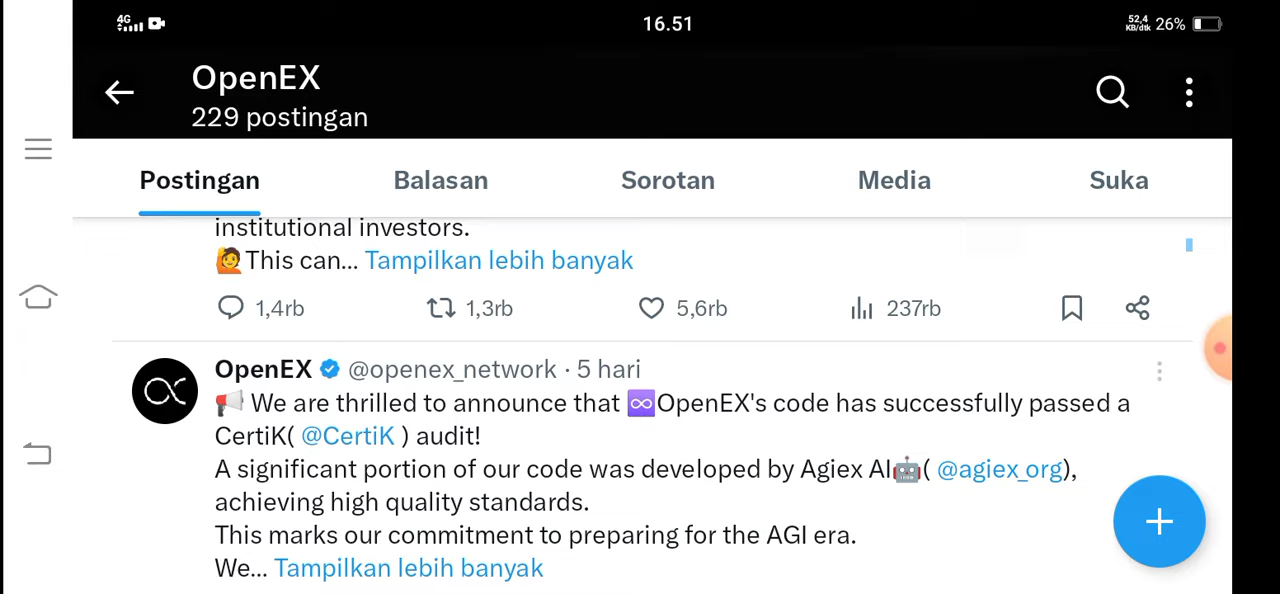 4G 16.51 52,4 KB/dtk 26%
OpenEX
229 postingan
Postingan Balasan Sorotan Media Suka
institutional investors.
🙋This can... Tampilkan lebih banyak
1,4rb 1,3rb 5,6rb 237rb
OpenEX @openex_network · 5 hari
📢 We are thrilled to announce that ♾OpenEX's code has successfully passed a
CertiK( @CertiK ) audit!
A significant portion of our code was developed by Agiex AI🤖( @agiex_org),
achieving high quality standards.
This marks our commitment to preparing for the AGI era.
We... Tampilkan lebih banyak